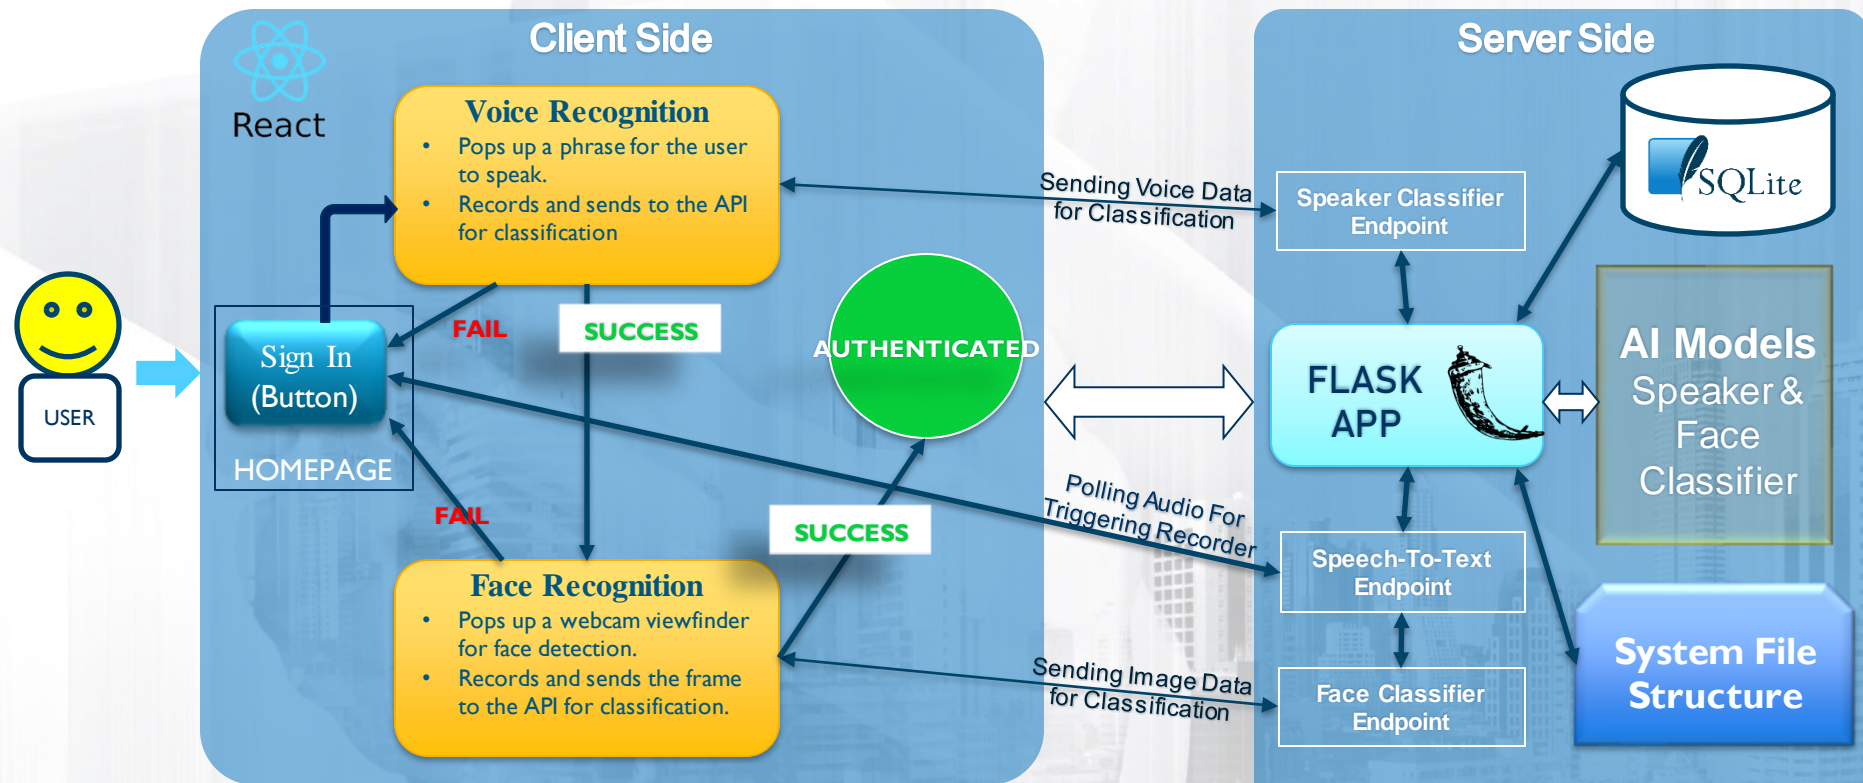 Client Side
React
Voice Recognition
• Pops up a phrase for the user
to speak.
• Records and sends to the API
for classification
FAIL
SUCCESS
USER
Sign In
(Button)
HOMEPAGE
AUTHENTICATED
FAIL
SUCCESS
Face Recognition
• Pops up a webcam viewfinder
for face detection.
• Records and sends the frame
to the API for classification.
Sending Voice Data
for Classification
Polling Audio For
Triggering Recorder
Sending Image Data
for Classification
Server Side
SQLite
Speaker Classifier
Endpoint
FLASK
APP
AI Models
Speaker &
Face
Classifier
Speech-To-Text
Endpoint
Face Classifier
Endpoint
System File
Structure